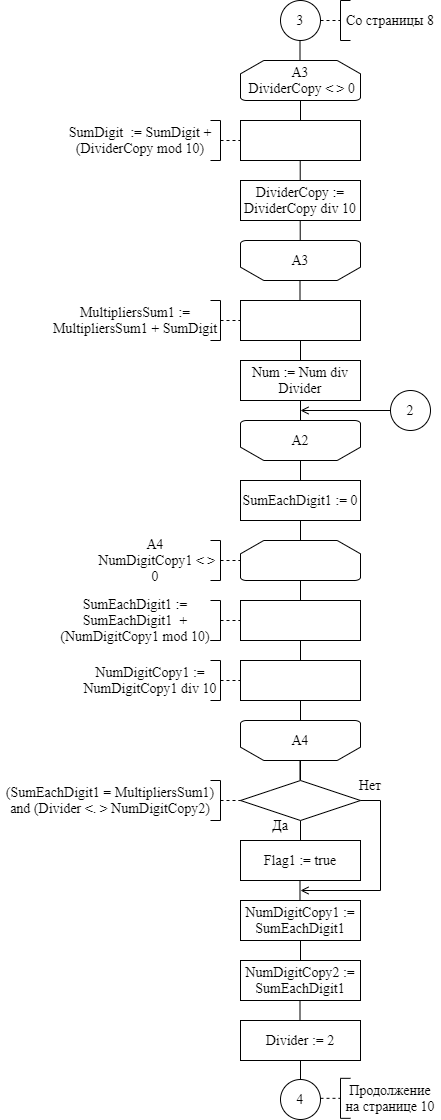 3
Со страницы 8
A3
DividerCopy < > 0
SumDigit := SumDigit +
(DividerCopy mod 10)
DividerCopy :=
DividerCopy div 10
A3
MultipliersSum1 :=
MultipliersSum1 + SumDigit
Num := Num div
Divider
2
A2
SumEachDigit1 := 0
A4
NumDigitCopy1 < >
0
SumEachDigit1 :=
SumEachDigit1 +
(NumDigitCopy1 mod 10)
NumDigitCopy1 :=
NumDigitCopy1 div 10
A4
(SumEachDigit1 = MultipliersSum1)
and (Divider <. > NumDigitCopy2)
Нет
Да
Flag1 := true
NumDigitCopy1 :=
SumEachDigit1
NumDigitCopy2 :=
SumEachDigit1
Divider := 2
4
Продолжение
на странице 10